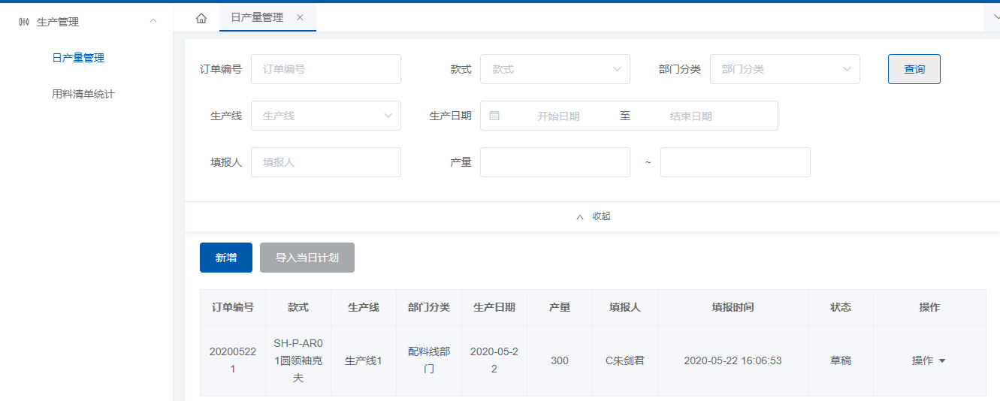 生产管理
日产量管理
日产量管理
用料清单统计
订单编号 订单编号 款式 款式 部门分类 部门分类 查询
生产线 生产线 生产日期 开始日期 至 结束日期
填报人 填报人 产量 ~
收起
新增 导入当日计划
订单编号 款式 生产线 部门分类 生产日期 产量 填报人 填报时间 状态 操作
20200522
1
SH-P-AR0
1圆领袖克
夫
生产线1
配料线部
门
2020-05-2
2
300
C朱剑君
2020-05-22 16:06:53
草稿
操作